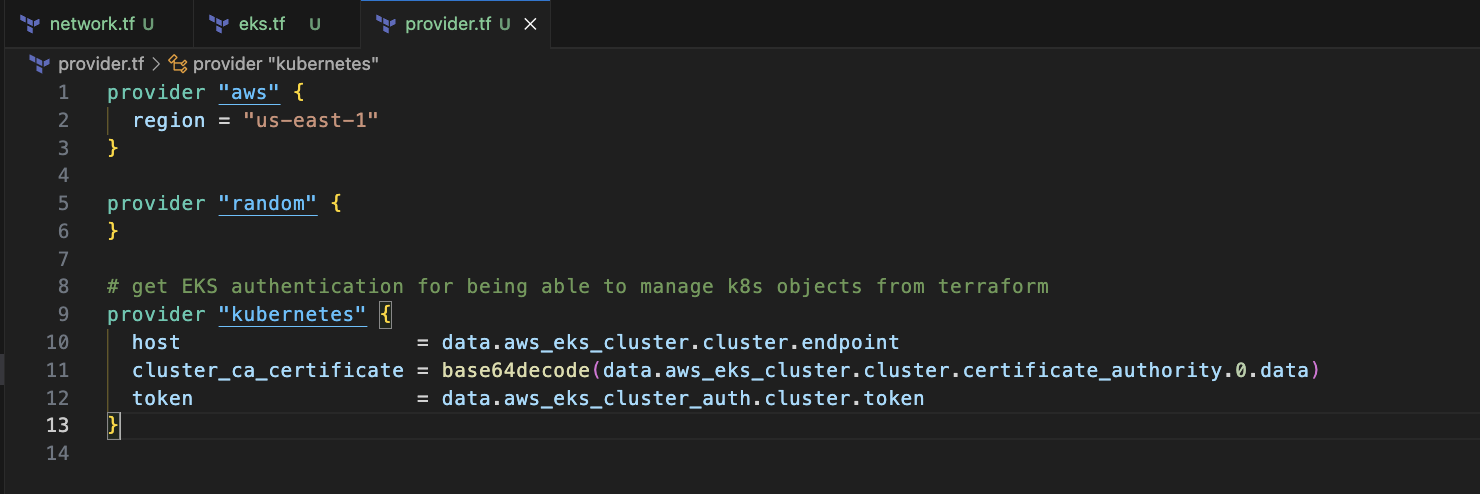 network.tf U eks.tf U provider.tf U
provider.tf > provider "kubernetes"
1 provider "aws" {
2   region = "us-east-1"
3 }
4
5 provider "random" {
6 }
7
8 # get EKS authentication for being able to manage k8s objects from terraform
9 provider "kubernetes" {
10   host                   = data.aws_eks_cluster.cluster.endpoint
11   cluster_ca_certificate = base64decode(data.aws_eks_cluster.cluster.certificate_authority.0.data)
12   token                  = data.aws_eks_cluster_auth.cluster.token
13 }
14